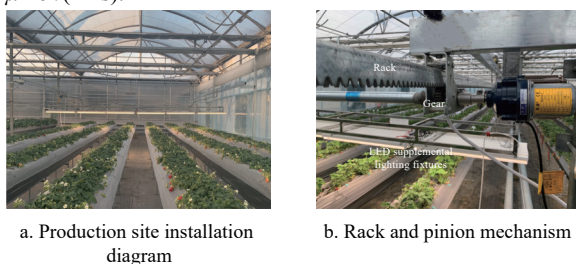 Rack
Gear
LED supplemental
lighting fixtures
a. Production site installation
diagram
b. Rack and pinion mechanism